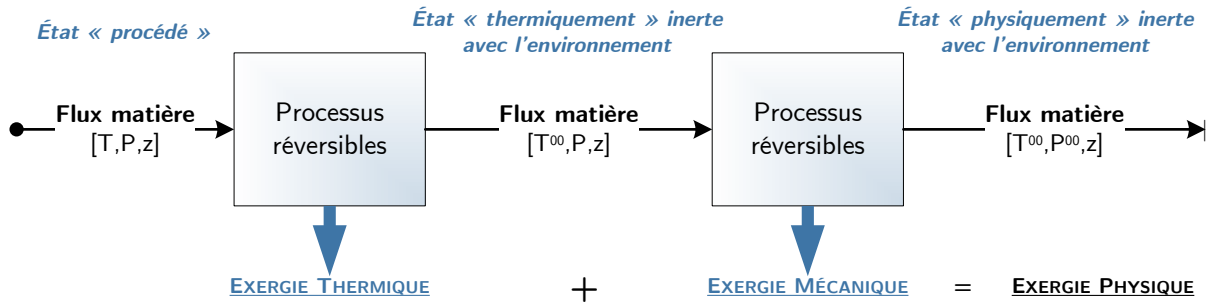 État « procédé »
État « thermiquement » inerte
avec l'environnement
État « physiquement » inerte
avec l'environnement
Flux matière
[T,P,z]
Processus
réversibles
Flux matière
[T⁰⁰,P,z]
Processus
réversibles
Flux matière
[T⁰⁰,P⁰⁰,z]
EXERGIE THERMIQUE + EXERGIE MÉCANIQUE = EXERGIE PHYSIQUE